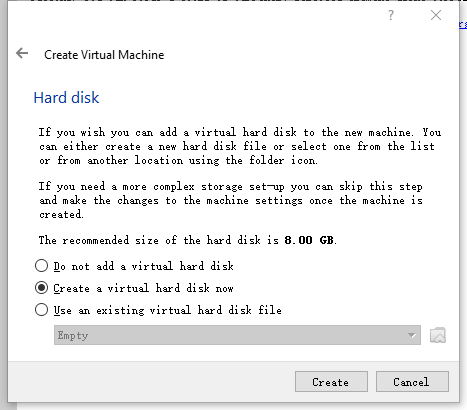 Create Virtual Machine
Hard disk
If you wish you can add a virtual hard disk to the new machine. You
can either create a new hard disk file or select one from the list
or from another location using the folder icon.
If you need a more complex storage set-up you can skip this step
and make the changes to the machine settings once the machine is
created.
The recommended size of the hard disk is 8.00 GB.
Do not add a virtual hard disk
Create a virtual hard disk now
Use an existing virtual hard disk file
Empty
Create Cancel